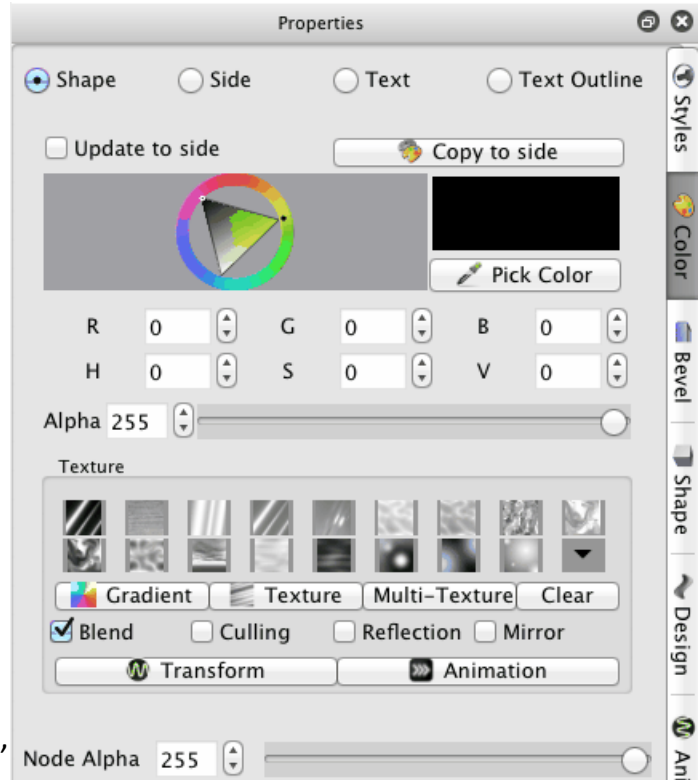 Properties
Shape Side Text Text Outline
Update to side Copy to side
Pick Color
R 0 G 0 B 0
H 0 S 0 V 0
Alpha 255
Texture
Gradient Texture Multi-Texture Clear
Blend Culling Reflection Mirror
Transform Animation
, Node Alpha 255
Styles
Color
Bevel
Shape
Design
Ani